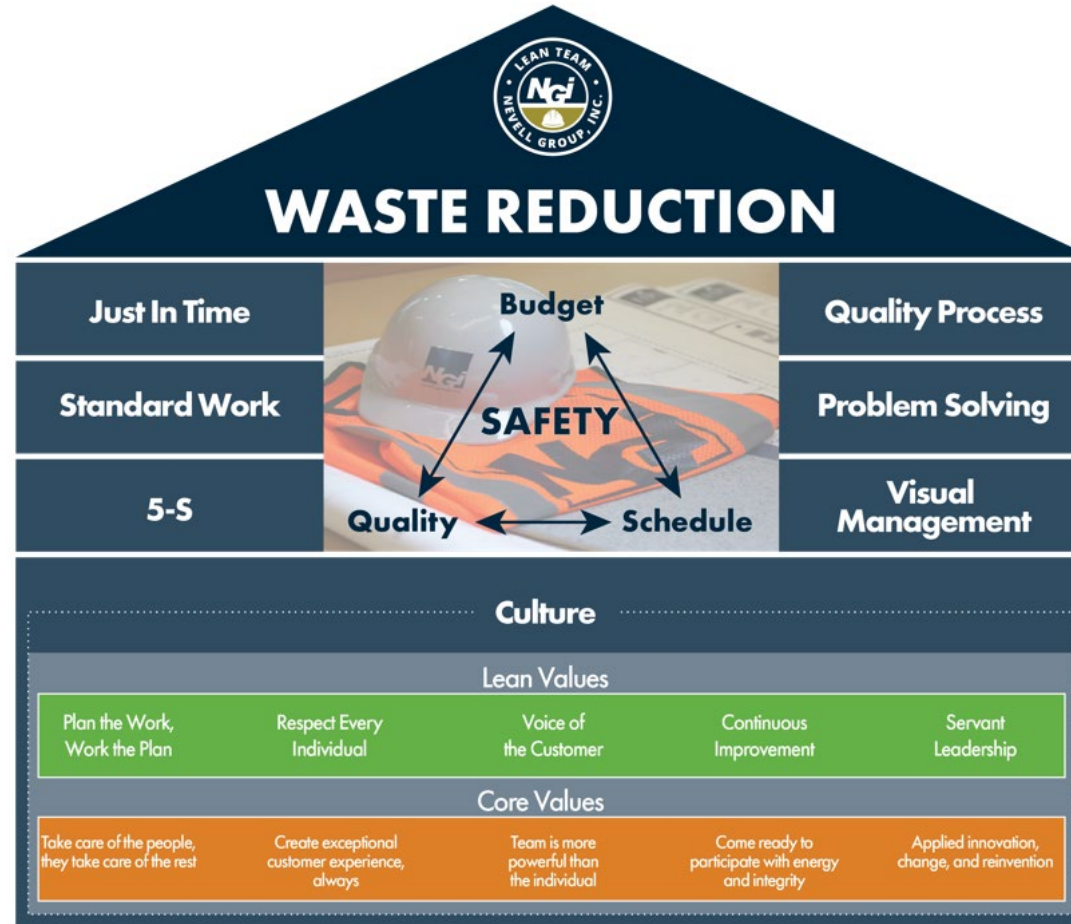 LEAN TEAM
NGi
NEVELL GROUP, INC.
WASTE REDUCTION
Just In Time
Standard Work
5-S
Budget
NGi
SAFETY
Quality
Schedule
Quality Process
Problem Solving
Visual
Management
Culture
Lean Values
Plan the Work,
Work the Plan
Respect Every
Individual
Voice of
the Customer
Continuous
Improvement
Servant
Leadership
Core Values
Take care of the people,
they take care of the rest
Create exceptional
customer experience,
always
Team is more
powerful than
the individual
Come ready to
participate with energy
and integrity
Applied innovation,
change, and reinvention